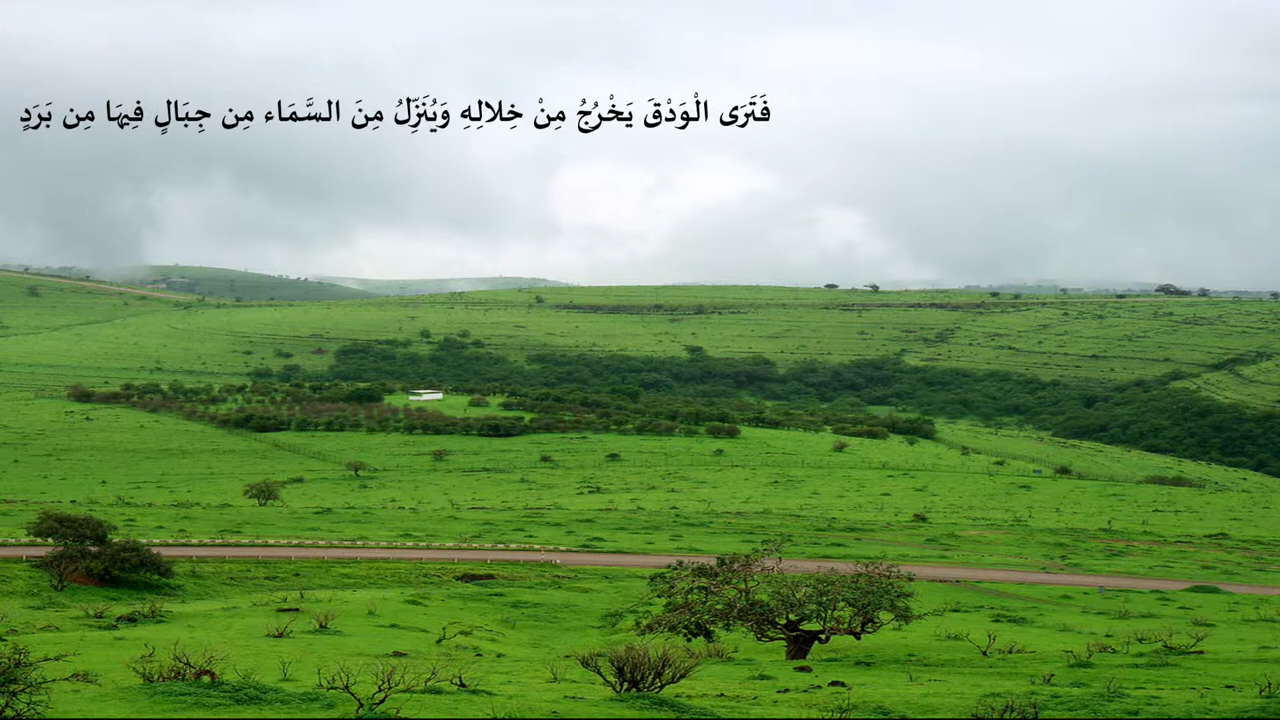 فَتَرَى الْوَدْقَ يَخْرُجُ مِنْ خِلالِهِ وَيُنَزِّلُ مِنَ السَّمَاء مِن جِبَالٍ فِيهَا مِن بَرَدٍ